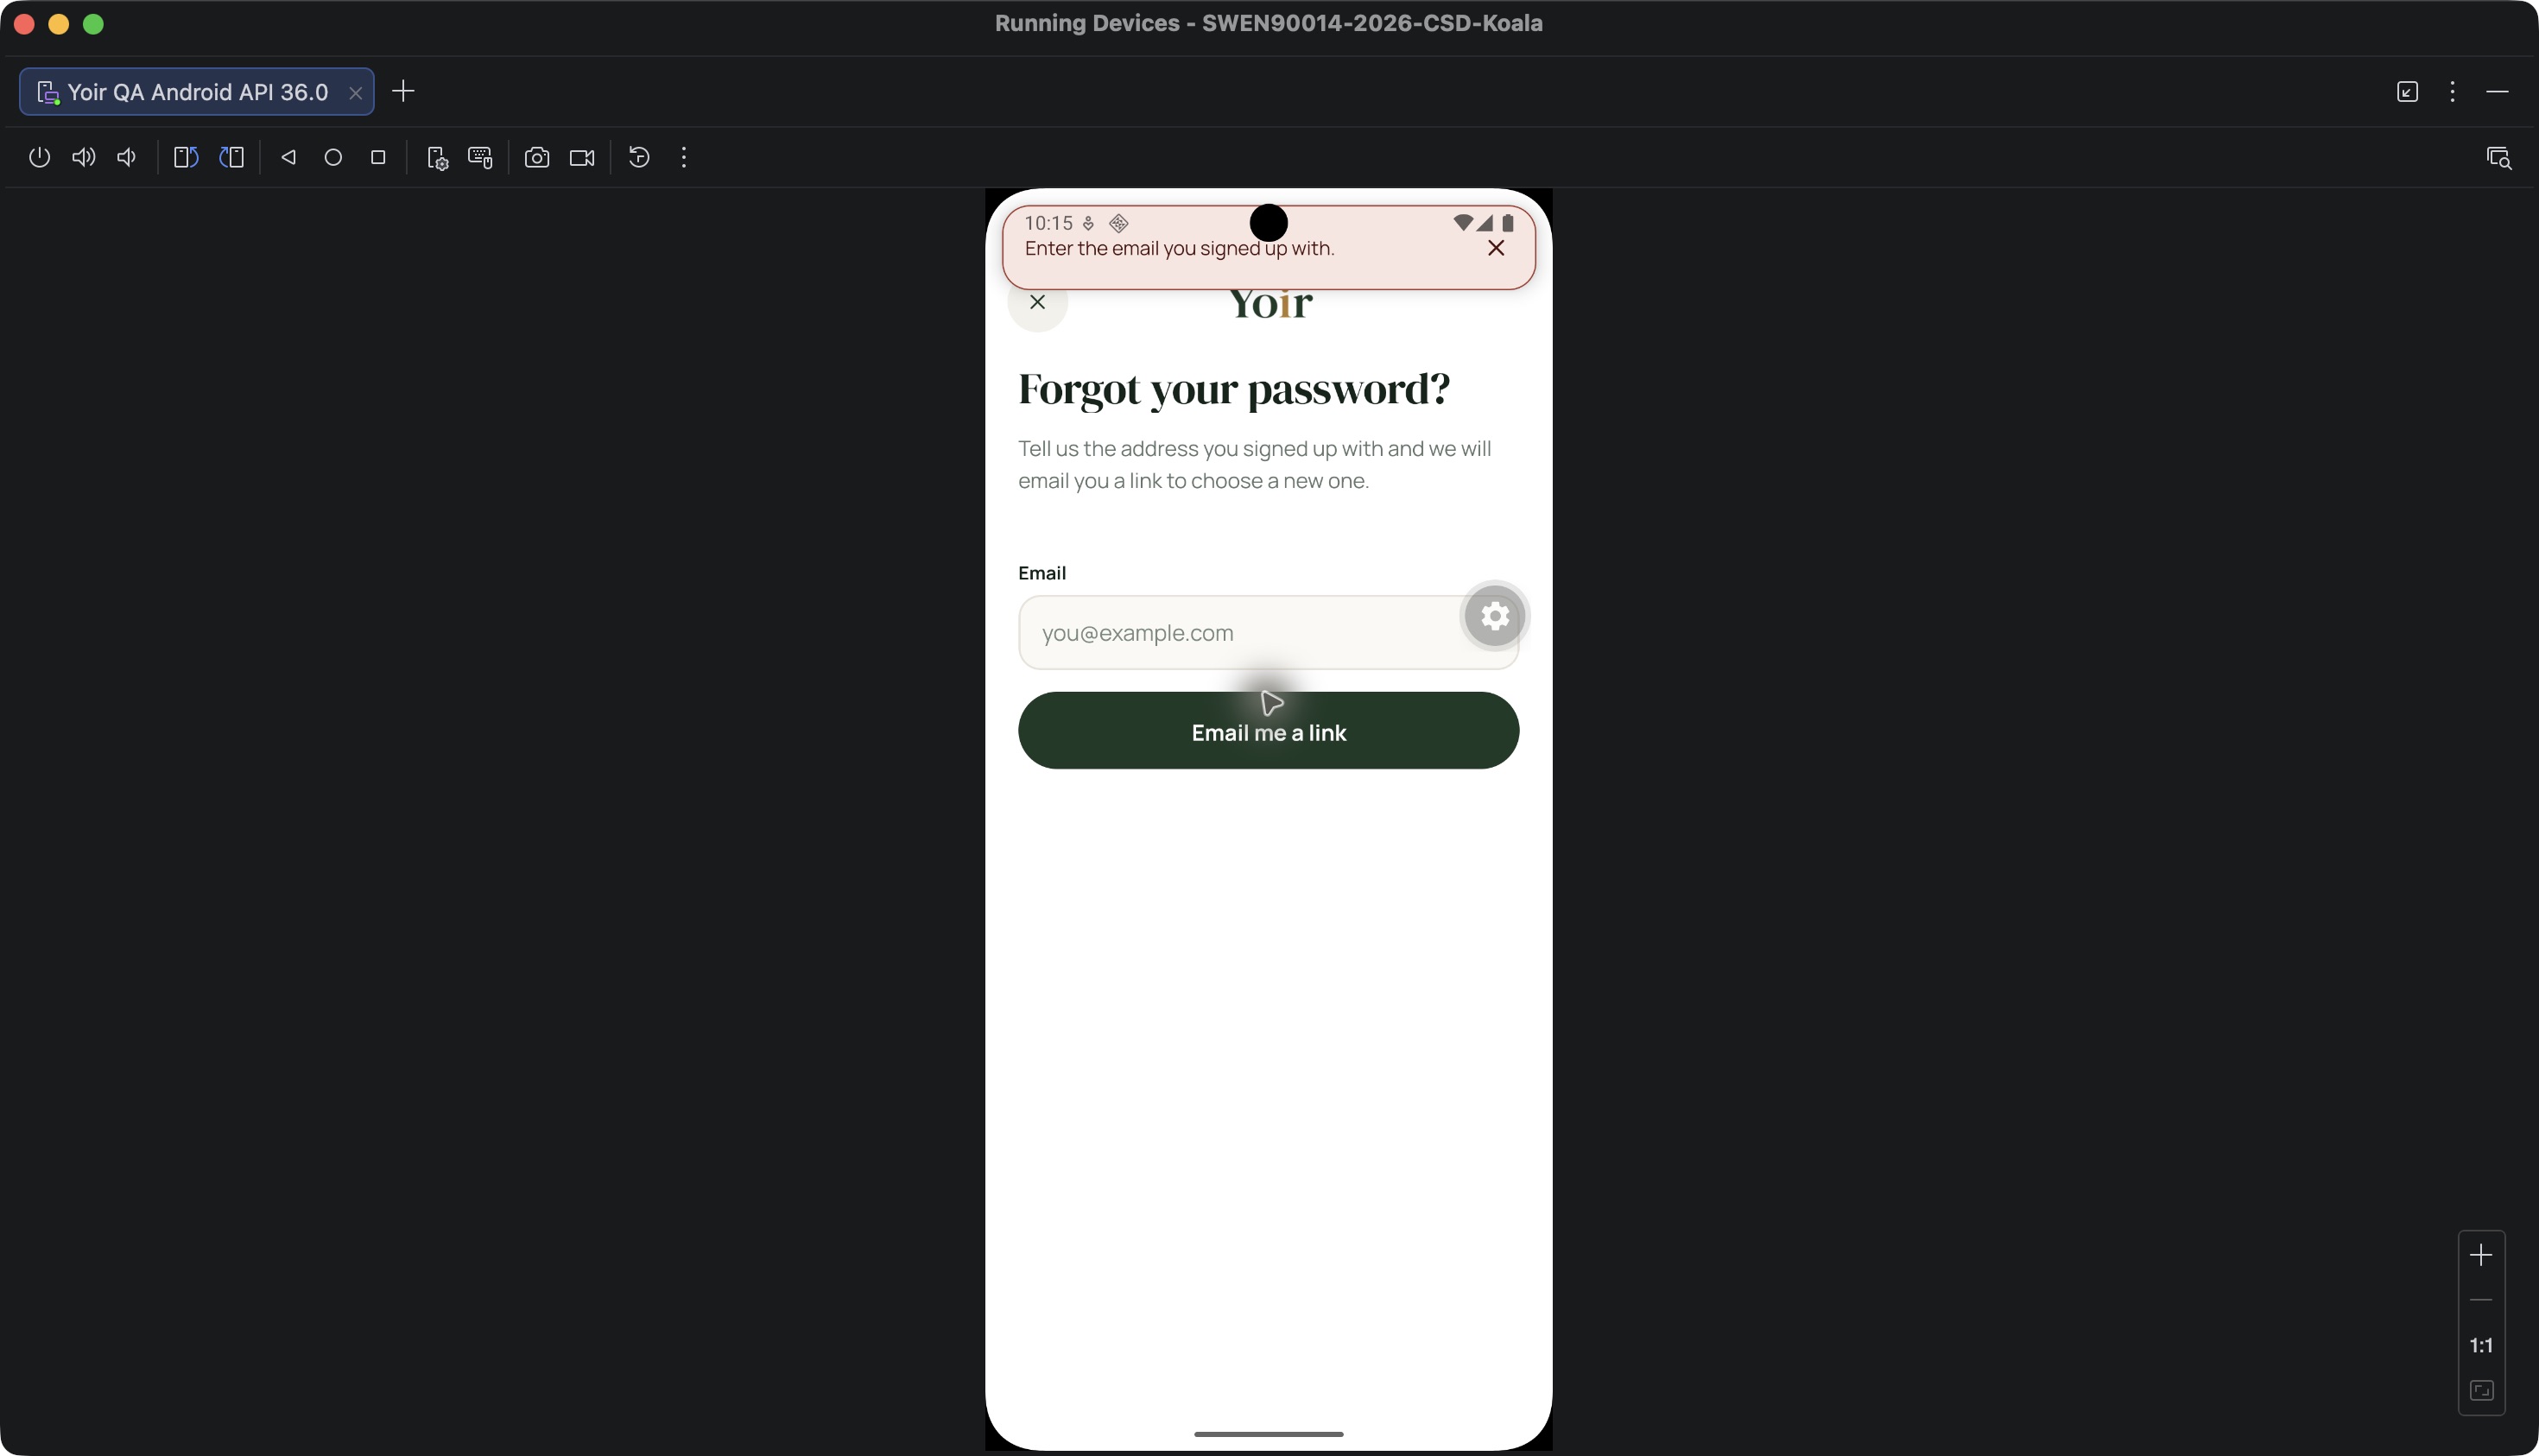 Running Devices - SWEN90014-2026-CSD-Koala
Yoir QA Android API 36.0
10:15
Enter the email you signed up with.
Yoir
Forgot your password?
Tell us the address you signed up with and we will
email you a link to choose a new one.
Email
you@example.com
Email me a link
1:1